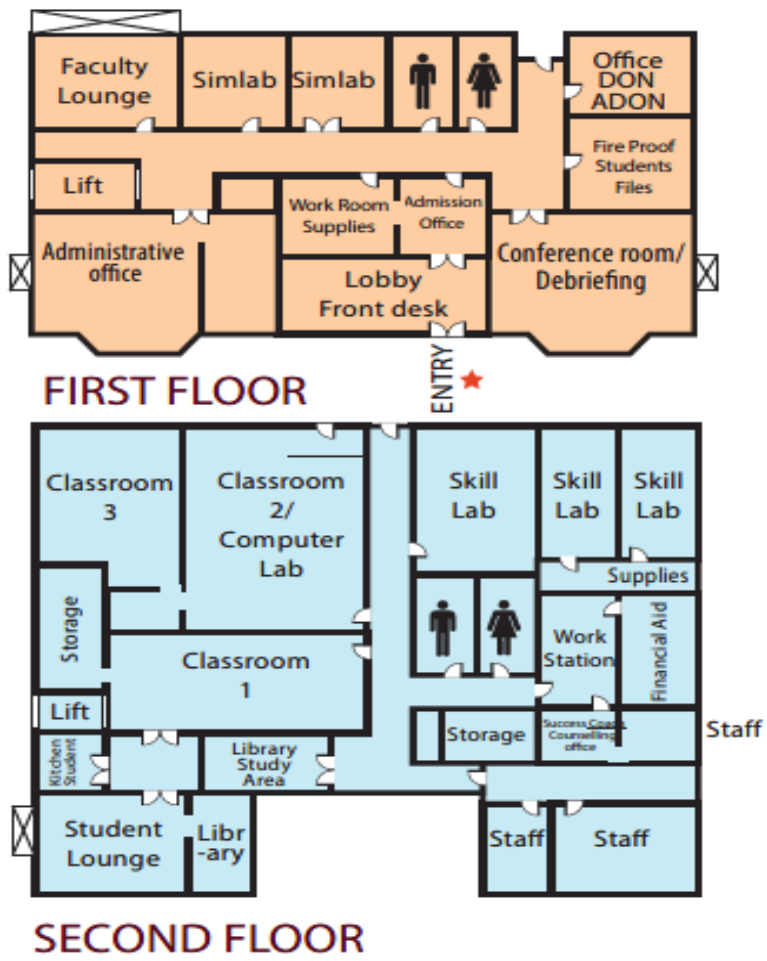 Faculty
Lounge
Simlab
Simlab
Office
DON
ADON
Fire Proof
Students
Files
Lift
Work Room
Supplies
Admission
Office
Administrative
office
Lobby
Front desk
Conference room/
Debriefing
ENTRY
FIRST FLOOR
Classroom
3
Classroom
2/
Computer
Lab
Skill
Lab
Skill
Lab
Skill
Lab
Supplies
Storage
Work
Station
Financial Aid
Classroom
1
Lift
Kitchen
Student
Library
Study
Area
Storage
Success Coach
Counselling
office
Staff
Student
Lounge
Libr
-ary
Staff
Staff
SECOND FLOOR